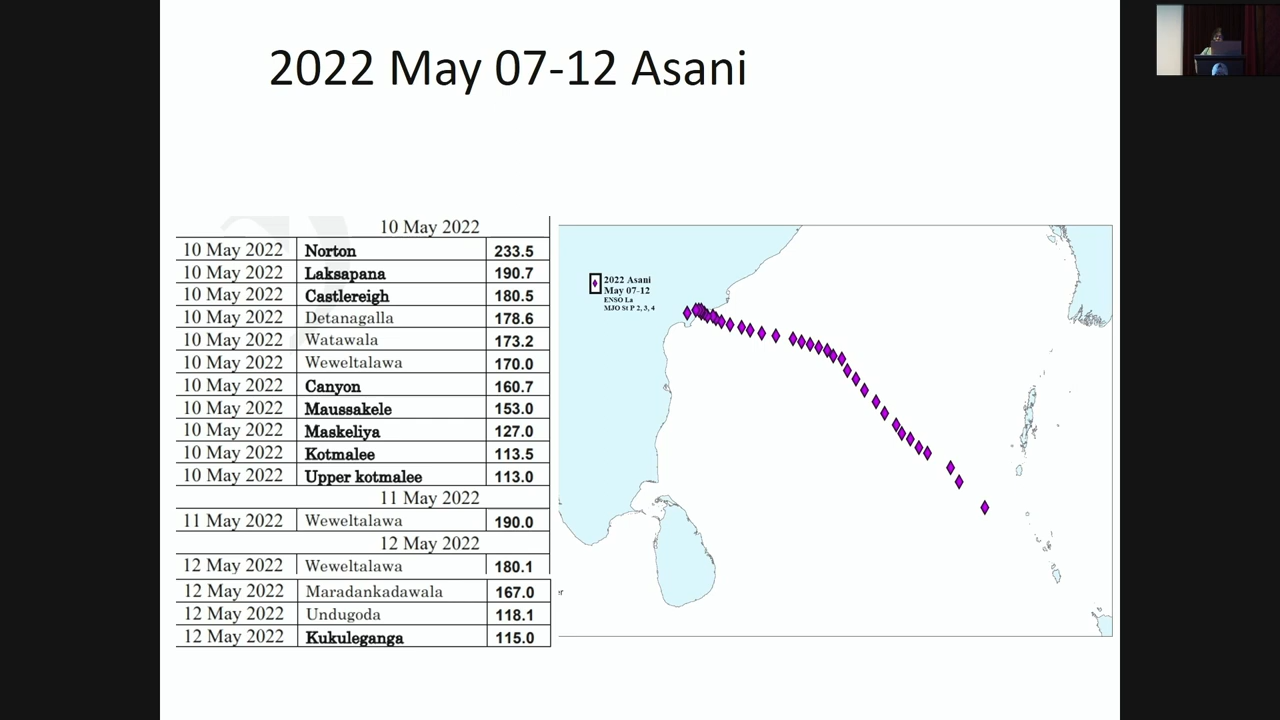 2022 May 07-12 Asani
10 May 2022
10 May 2022 Norton 233.5
10 May 2022 Laksapana 190.7
10 May 2022 Castlereigh 180.5
10 May 2022 Detanagalla 178.6
10 May 2022 Watawala 173.2
10 May 2022 Weweltalawa 170.0
10 May 2022 Canyon 160.7
10 May 2022 Maussakele 153.0
10 May 2022 Maskeliya 127.0
10 May 2022 Kotmalee 113.5
10 May 2022 Upper kotmalee 113.0
11 May 2022
11 May 2022 Weweltalawa 190.0
12 May 2022
12 May 2022 Weweltalawa 180.1
12 May 2022 Maradankadawala 167.0
12 May 2022 Undugoda 118.1
12 May 2022 Kukuleganga 115.0
2022 Asani
May 07-12
ENSO La
MJO St P 2, 3, 4